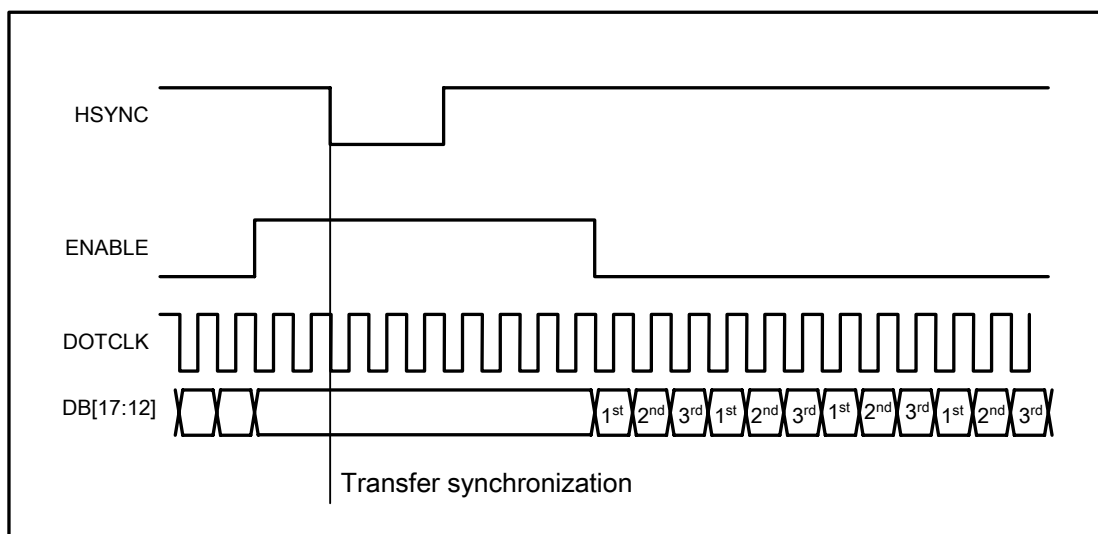 HSYNC
ENABLE
DOTCLK
DB[17:12] 1st 2nd 3rd 1st 2nd 3rd 1st 2nd 3rd 1st 2nd 3rd
Transfer synchronization